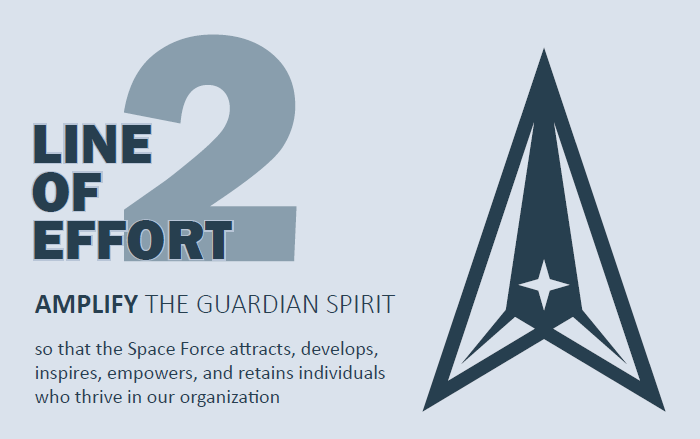 2
LINE
OF
EFFORT
AMPLIFY THE GUARDIAN SPIRIT
so that the Space Force attracts, develops,
inspires, empowers, and retains individuals
who thrive in our organization